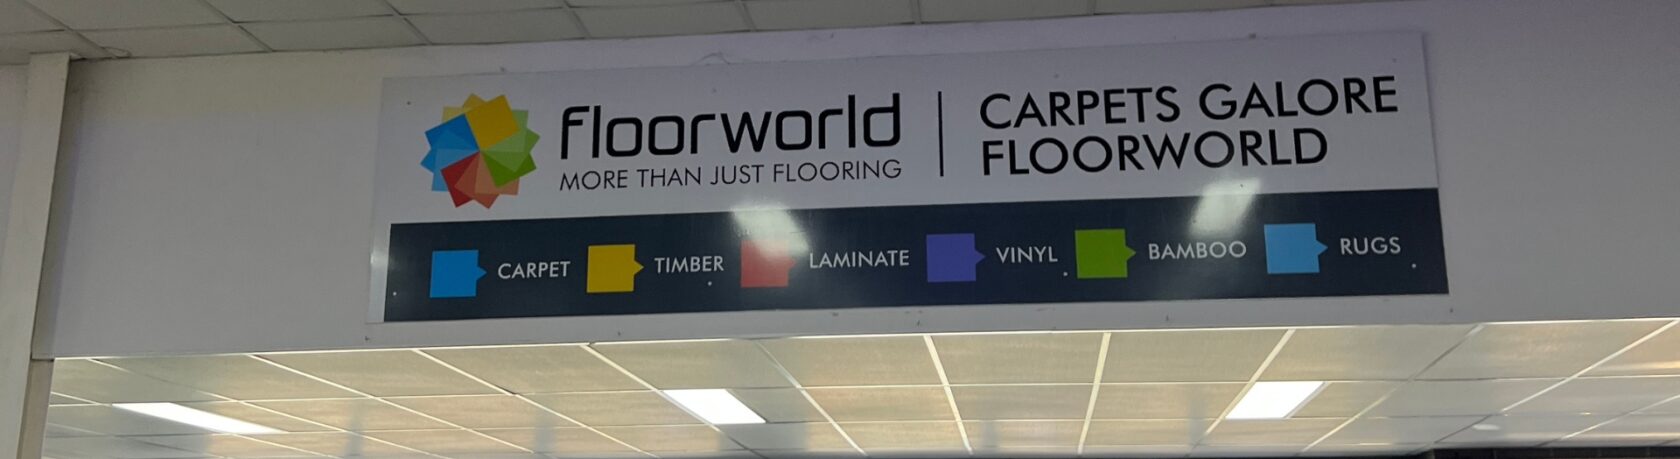 floorworld
MORE THAN JUST FLOORING
CARPETS GALORE
FLOORWORLD
CARPET TIMBER LAMINATE VINYL BAMBOO RUGS